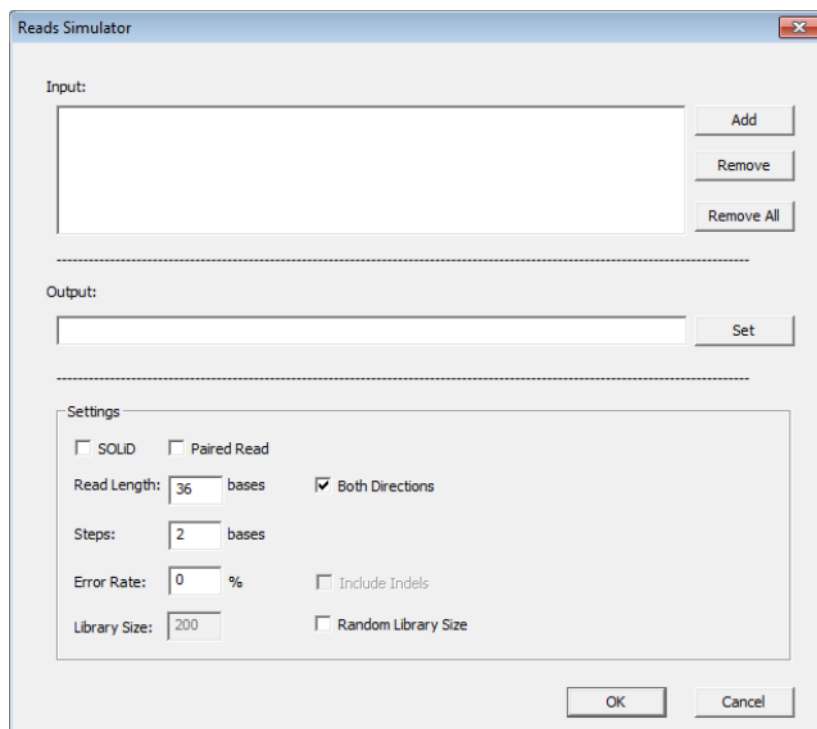 Reads Simulator
Input:
Add
Remove
Remove All
Output:
Set
Settings
SOLiD Paired Read
Read Length: 36 bases Both Directions
Steps: 2 bases
Error Rate: 0 % Include Indels
Library Size: 200 Random Library Size
OK Cancel